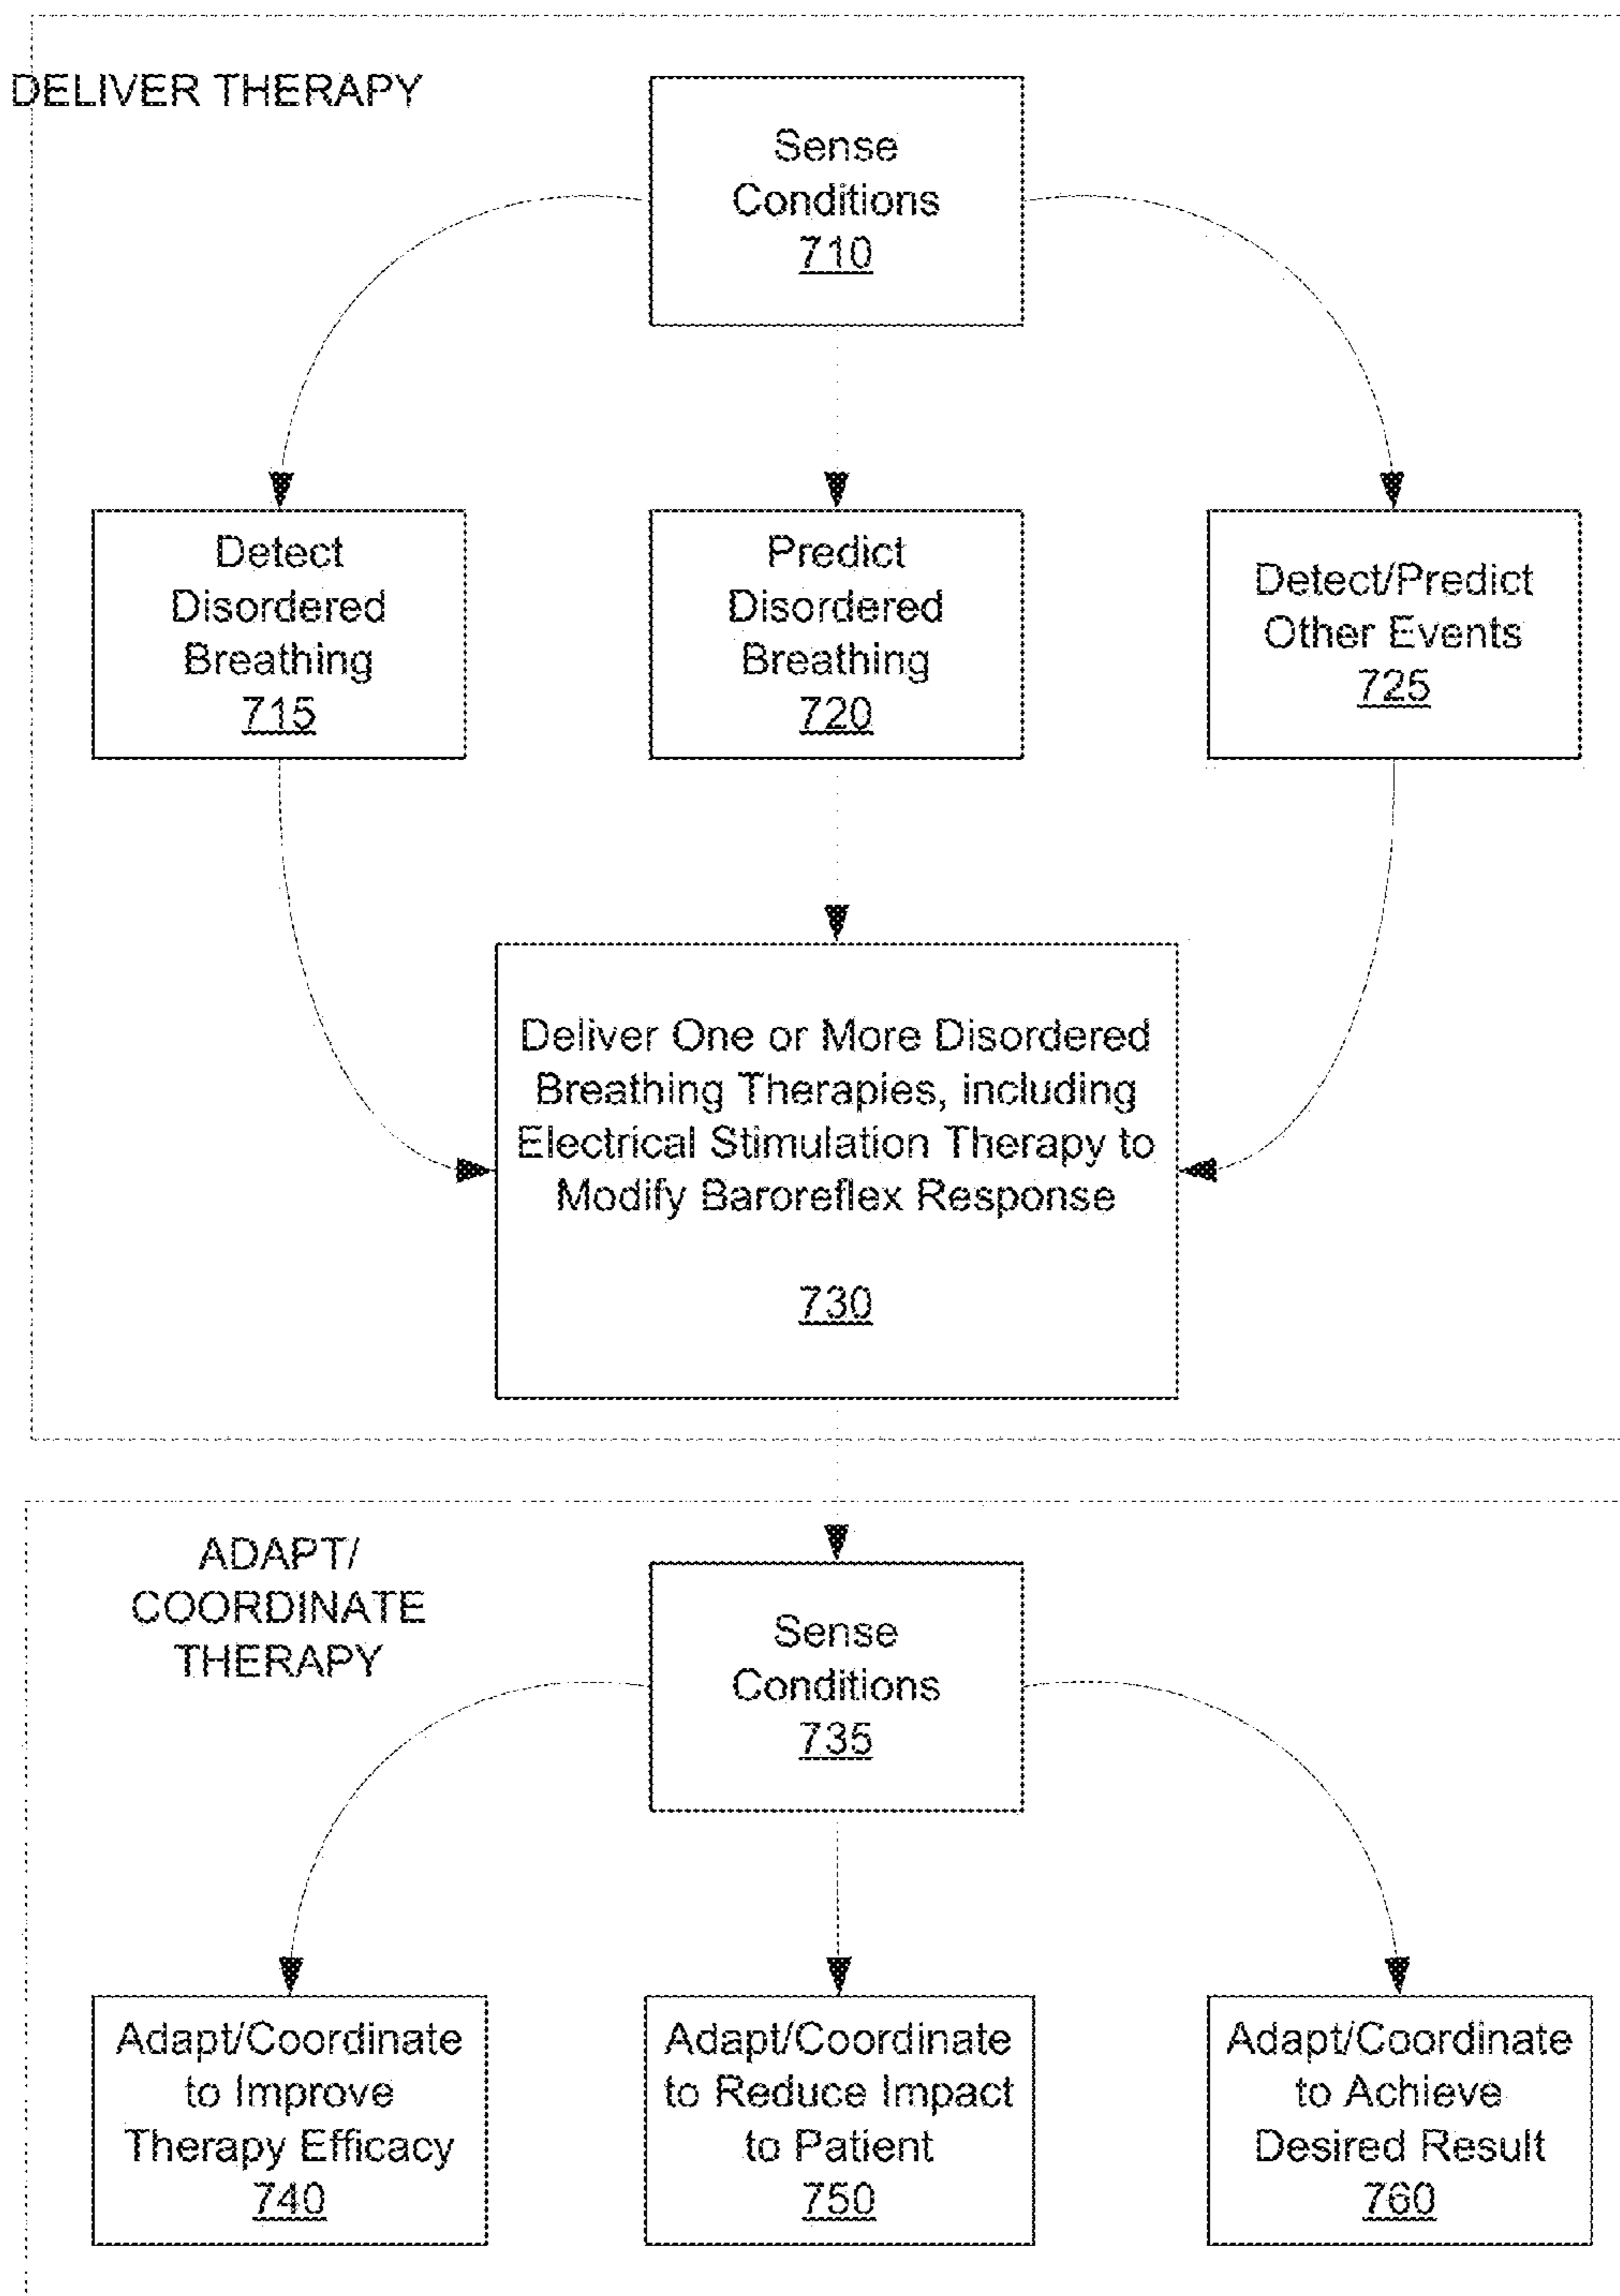 DELIVER THERAPY
Sense
Conditions
710
Detect
Disordered
Breathing
715
Predict
Disordered
Breathing
720
Detect/Predict
Other Events
725
Deliver One or More Disordered
Breathing Therapies, including
Electrical Stimulation Therapy to
Modify Baroreflex Response
730
ADAPT/
COORDINATE
THERAPY
Sense
Conditions
735
Adapt/Coordinate
to Improve
Therapy Efficacy
740
Adapt/Coordinate
to Reduce Impact
to Patient
750
Adapt/Coordinate
to Achieve
Desired Result
760